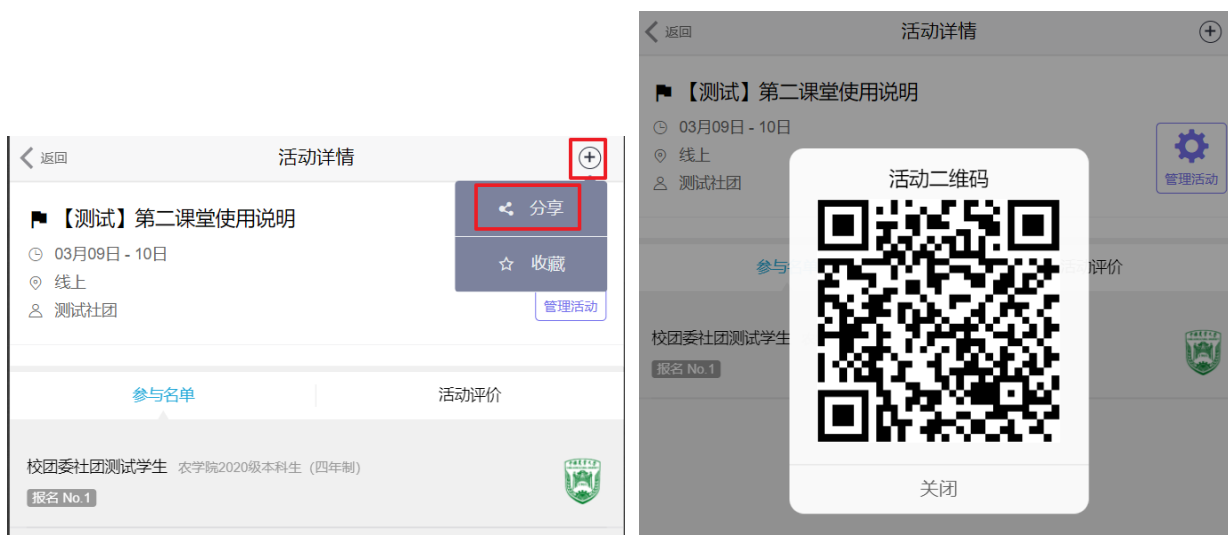 返回
活动详情
分享
收藏
【测试】第二课堂使用说明
03月09日 - 10日
线上
测试社团
管理活动
参与名单
活动评价
校团委社团测试学生 农学院2020级本科生 (四年制)
报名 No.1
返回
活动详情
【测试】第二课堂使用说明
03月09日 - 10日
线上
测试社团
管理活动
活动二维码
参与
评价
校团委社团测试学生
报名 No.1
关闭